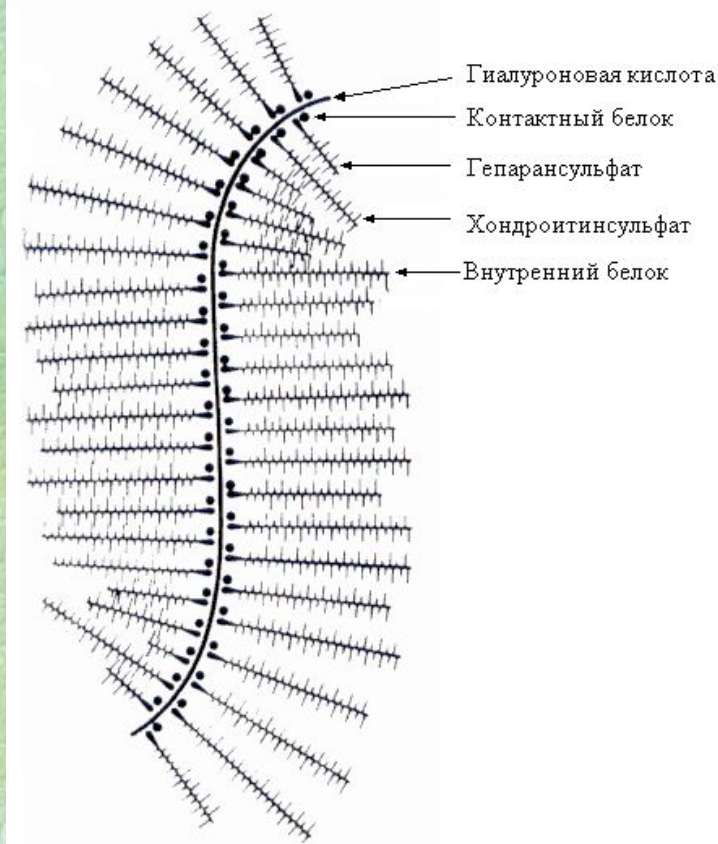 Гиалуроновая кислота
Контактный белок
Гепарансульфат
Хондроитинсульфат
Внутренний белок